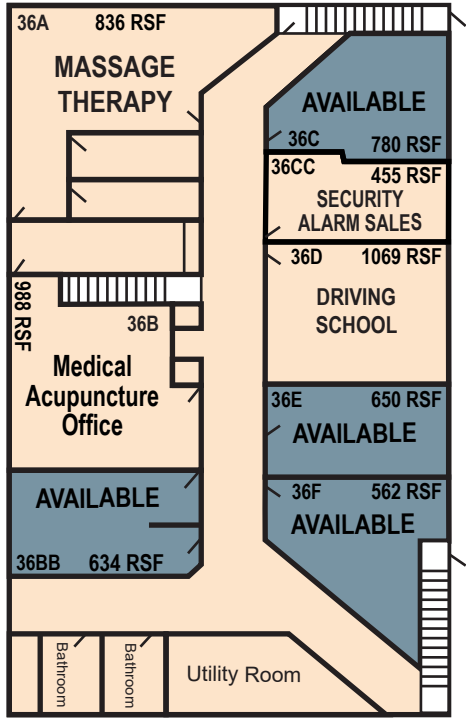 36A 836 RSF
MASSAGE
THERAPY
AVAILABLE
36C 780 RSF
36CC 455 RSF
SECURITY
ALARM SALES
36D 1069 RSF
DRIVING
SCHOOL
988 RSF
36B
Medical
Acupuncture
Office
36E 650 RSF
AVAILABLE
AVAILABLE
36BB 634 RSF
36F 562 RSF
AVAILABLE
Bathroom
Bathroom
Utility Room